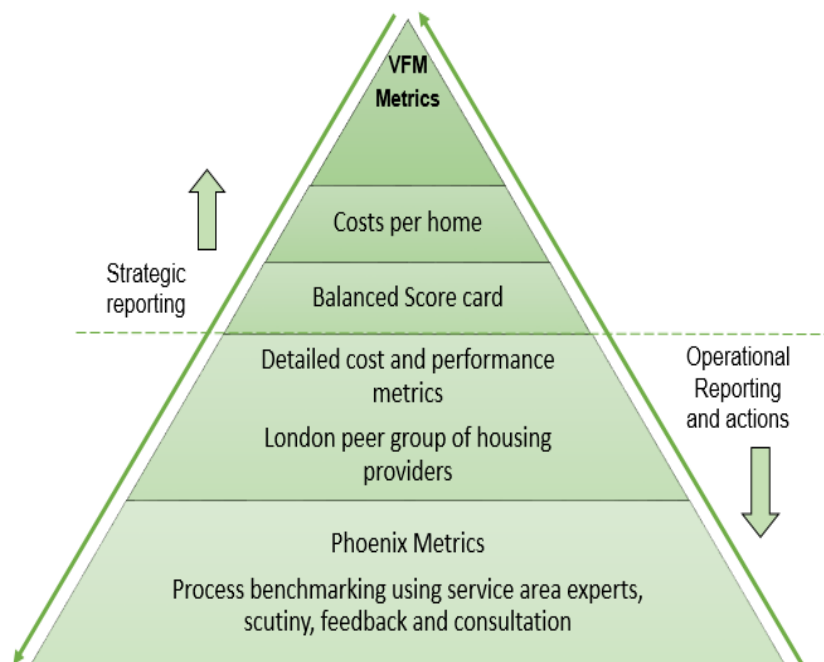 VFM
Metrics
Costs per home
Balanced Score card
Strategic
reporting
Detailed cost and performance
metrics
London peer group of housing
providers
Operational
Reporting
and actions
Phoenix Metrics
Process benchmarking using service area experts,
scutiny, feedback and consultation